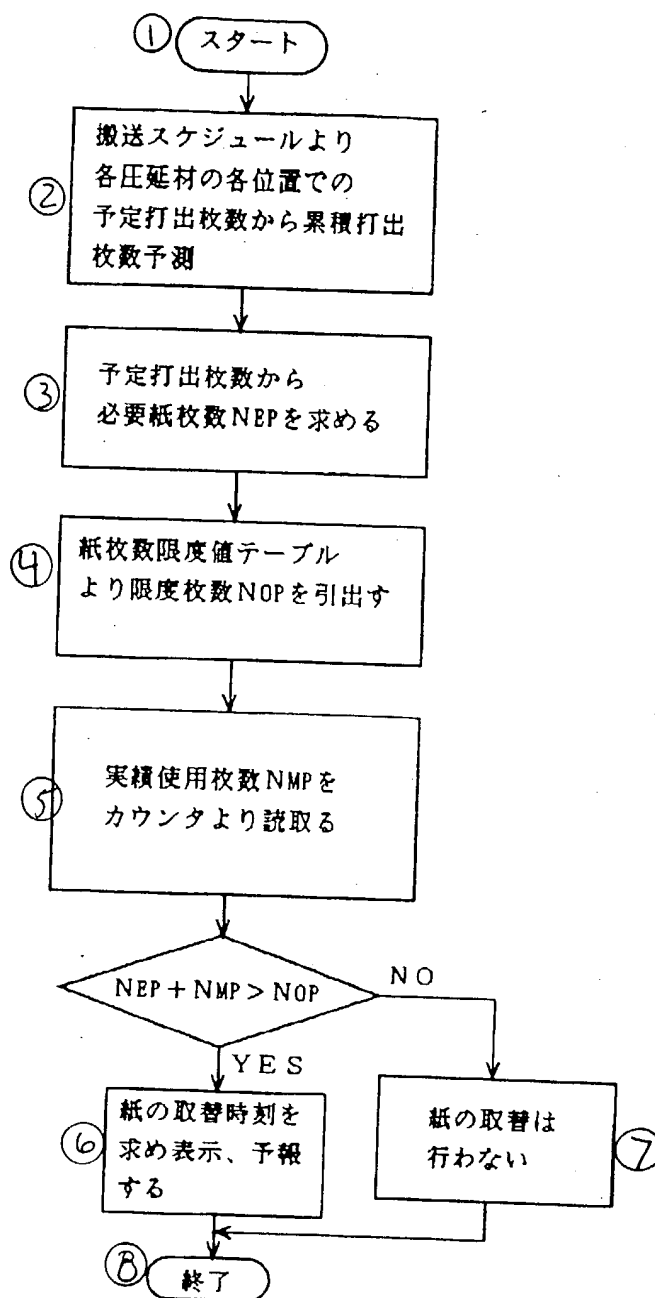 ① スタート
搬送スケジュールより
② 各圧延材の各位置での
予定打出枚数から累積打出
枚数予測
③ 予定打出枚数から
必要紙枚数NEPを求める
④ 紙枚数限度値テーブル
より限度枚数NOPを引出す
⑤ 実績使用枚数NMPを
カウンタより読取る
NEP+NMP>NOP
NO
YES
紙の取替時刻を
⑥ 求め表示、予報
する
紙の取替は
行わない ⑦
⑧ 終了